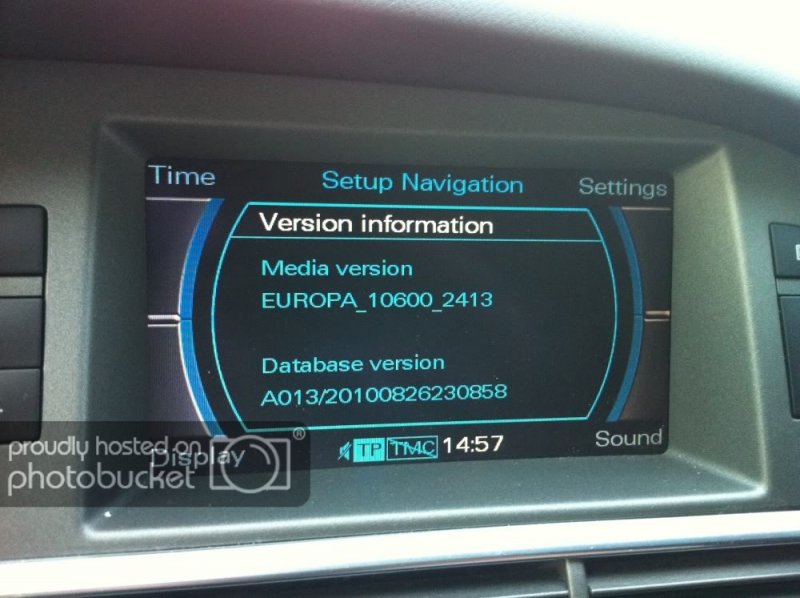 Time
Setup Navigation
Settings
Version information
Media version
EUROPA_10600_2413
Database version
A013/20100826230858
Display
TP TMC 14:57
Sound
proudly hosted on
photobucket®